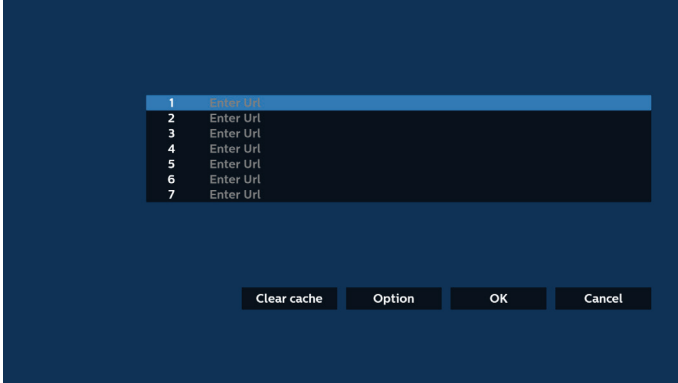 1 Enter Url
2 Enter Url
3 Enter Url
4 Enter Url
5 Enter Url
6 Enter Url
7 Enter Url
Clear cache Option OK Cancel